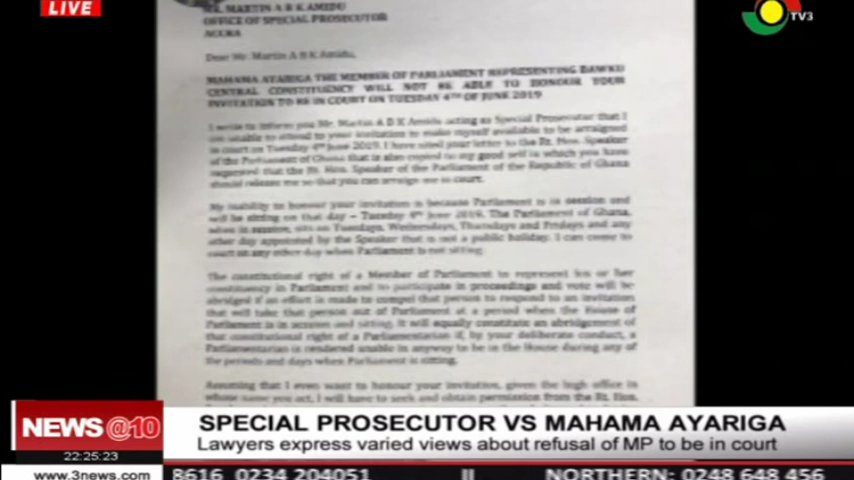 LIVE
TV3
MR. MARTIN A B K AMIDU
OFFICE OF SPECIAL PROSECUTOR
ACCRA
Dear Mr. Martin A B K Amidu,
MAHAMA AYARIGA THE MEMBER OF PARLIAMENT REPRESENTING BAWKU
CENTRAL CONSTITUENCY WILL NOT BE ABLE TO HONOUR YOUR
INVITATION TO BE IN COURT ON TUESDAY 4TH OF JUNE 2019
I write to inform you Mr. Martin A B K Amidu acting as Special Prosecutor that I
am unable to attend to your invitation to make myself available to be arraigned
in court on Tuesday 4th June 2019. I have seen your letter to the Rt. Hon. Speaker
of the Parliament of Ghana that is also copied to my good self in which you have
requested that the Rt. Hon. Speaker of the Parliament of the Republic of Ghana
should release me so that you can arraign me in court.
My inability to honour your invitation is because Parliament is in session and
will be sitting on that day – Tuesday 4th June 2019. The Parliament of Ghana,
when in session, sits on Tuesdays, Wednesdays, Thursdays and Fridays and any
other day appointed by the Speaker that is not a public holiday. I can come to
court on any other day when Parliament is not sitting.
The constitutional right of a Member of Parliament to represent his or her
constituency in Parliament and to participate in proceedings and vote will be
abridged if an effort is made to compel that person to respond to an invitation
that will take that person out of Parliament at a period when the House of
Parliament is in session and sitting. It will equally constitute an abridgement of
that constitutional right of a Parliamentarian if, by your deliberate conduct, a
Parliamentarian is rendered unable in anyway to be in the House during any of
the periods and days when Parliament is sitting.
Assuming that I even want to honour your invitation, given the high office in
whose name you act, I will have to seek and obtain permission from the Rt. Hon.
NEWS@10
SPECIAL PROSECUTOR VS MAHAMA AYARIGA
Lawyers express varied views about refusal of MP to be in court
22:25:23
www.3news.com
8616 0234 204051 II NORTHERN: 0248 648 456